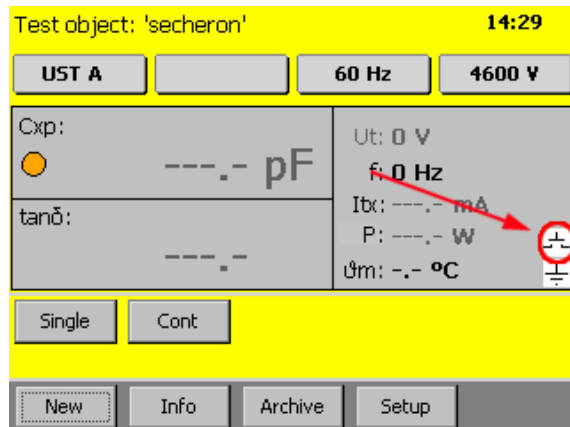 Test object: 'secheron' 14:29
UST A 60 Hz 4600 V
Cxp:
---.- pF
tanδ:
---.-
Ut: 0 V
f: 0 Hz
Itx: ---.- mA
P: ---.- W
ϑm: -.- ºC
Single Cont
New Info Archive Setup